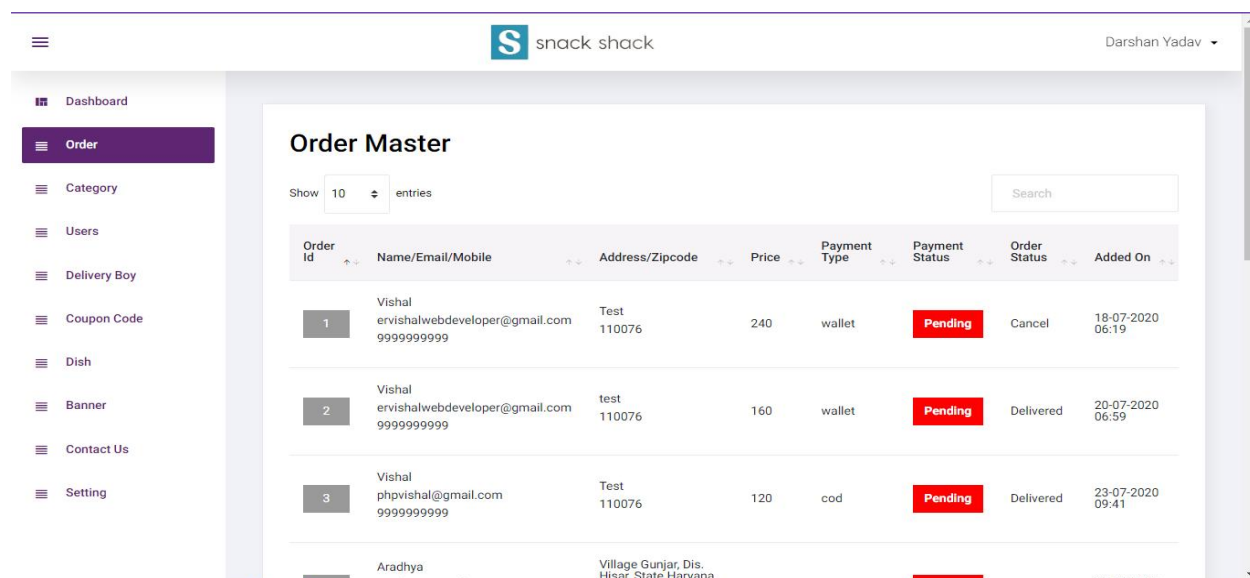 S snack shack
Darshan Yadav
Dashboard
Order
Category
Users
Delivery Boy
Coupon Code
Dish
Banner
Contact Us
Setting
Order Master
Show 10 entries
Search
Order Id Name/Email/Mobile Address/Zipcode Price Payment Type Payment Status Order Status Added On
1
Vishal
ervishalwebdeveloper@gmail.com
9999999999
Test
110076
240
wallet
Pending
Cancel
18-07-2020
06:19
2
Vishal
ervishalwebdeveloper@gmail.com
9999999999
test
110076
160
wallet
Pending
Delivered
20-07-2020
06:59
3
Vishal
phpvishal@gmail.com
9999999999
Test
110076
120
cod
Pending
Delivered
23-07-2020
09:41
Aradhya
Village Gunjar, Dis.
Hisar, State Haryana